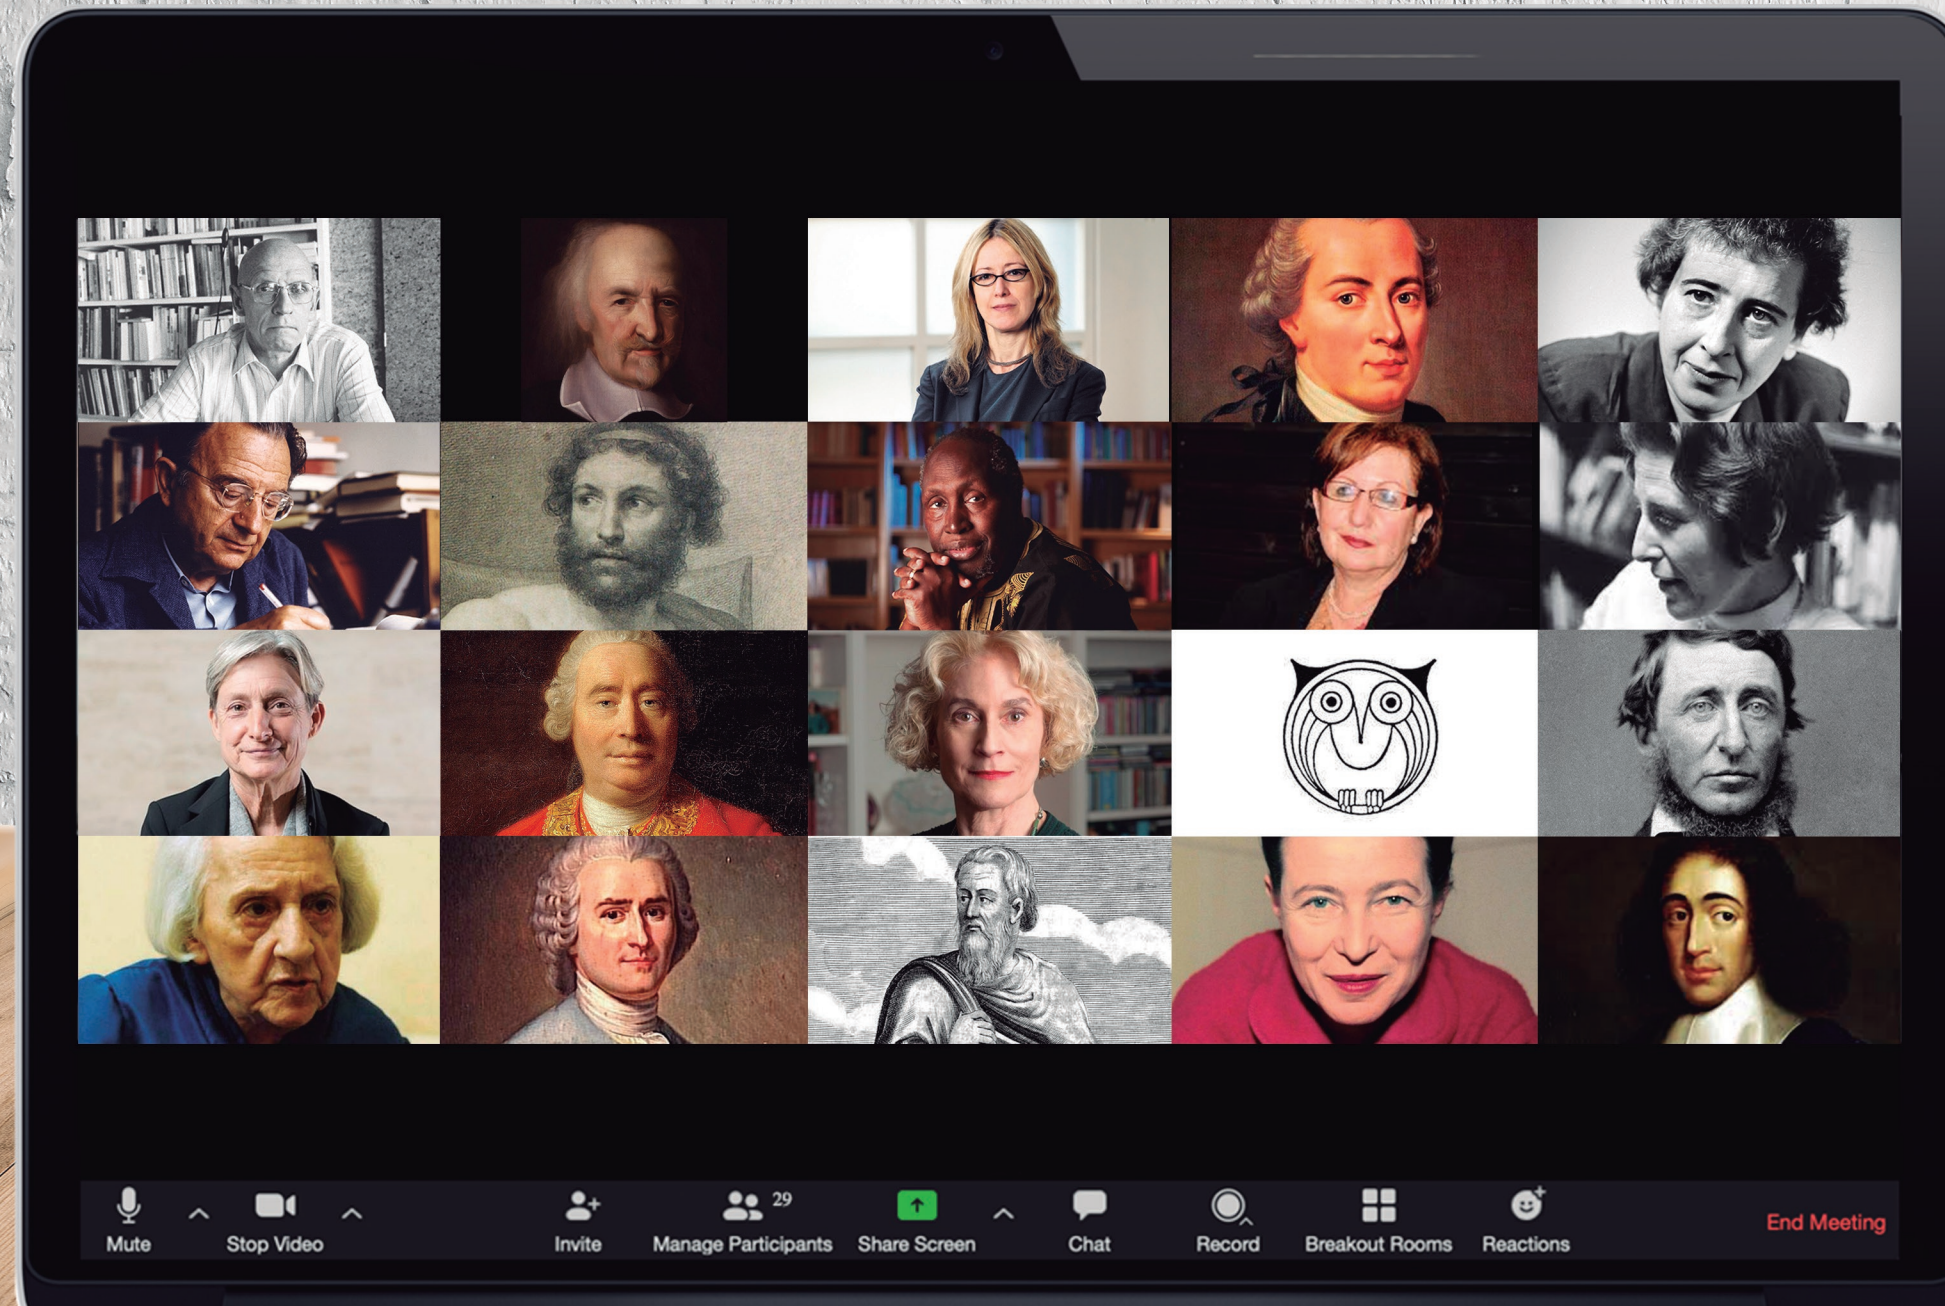 29
Mute
Stop Video
Invite
Manage Participants
Share Screen
Chat
Record
Breakout Rooms
Reactions
End Meeting